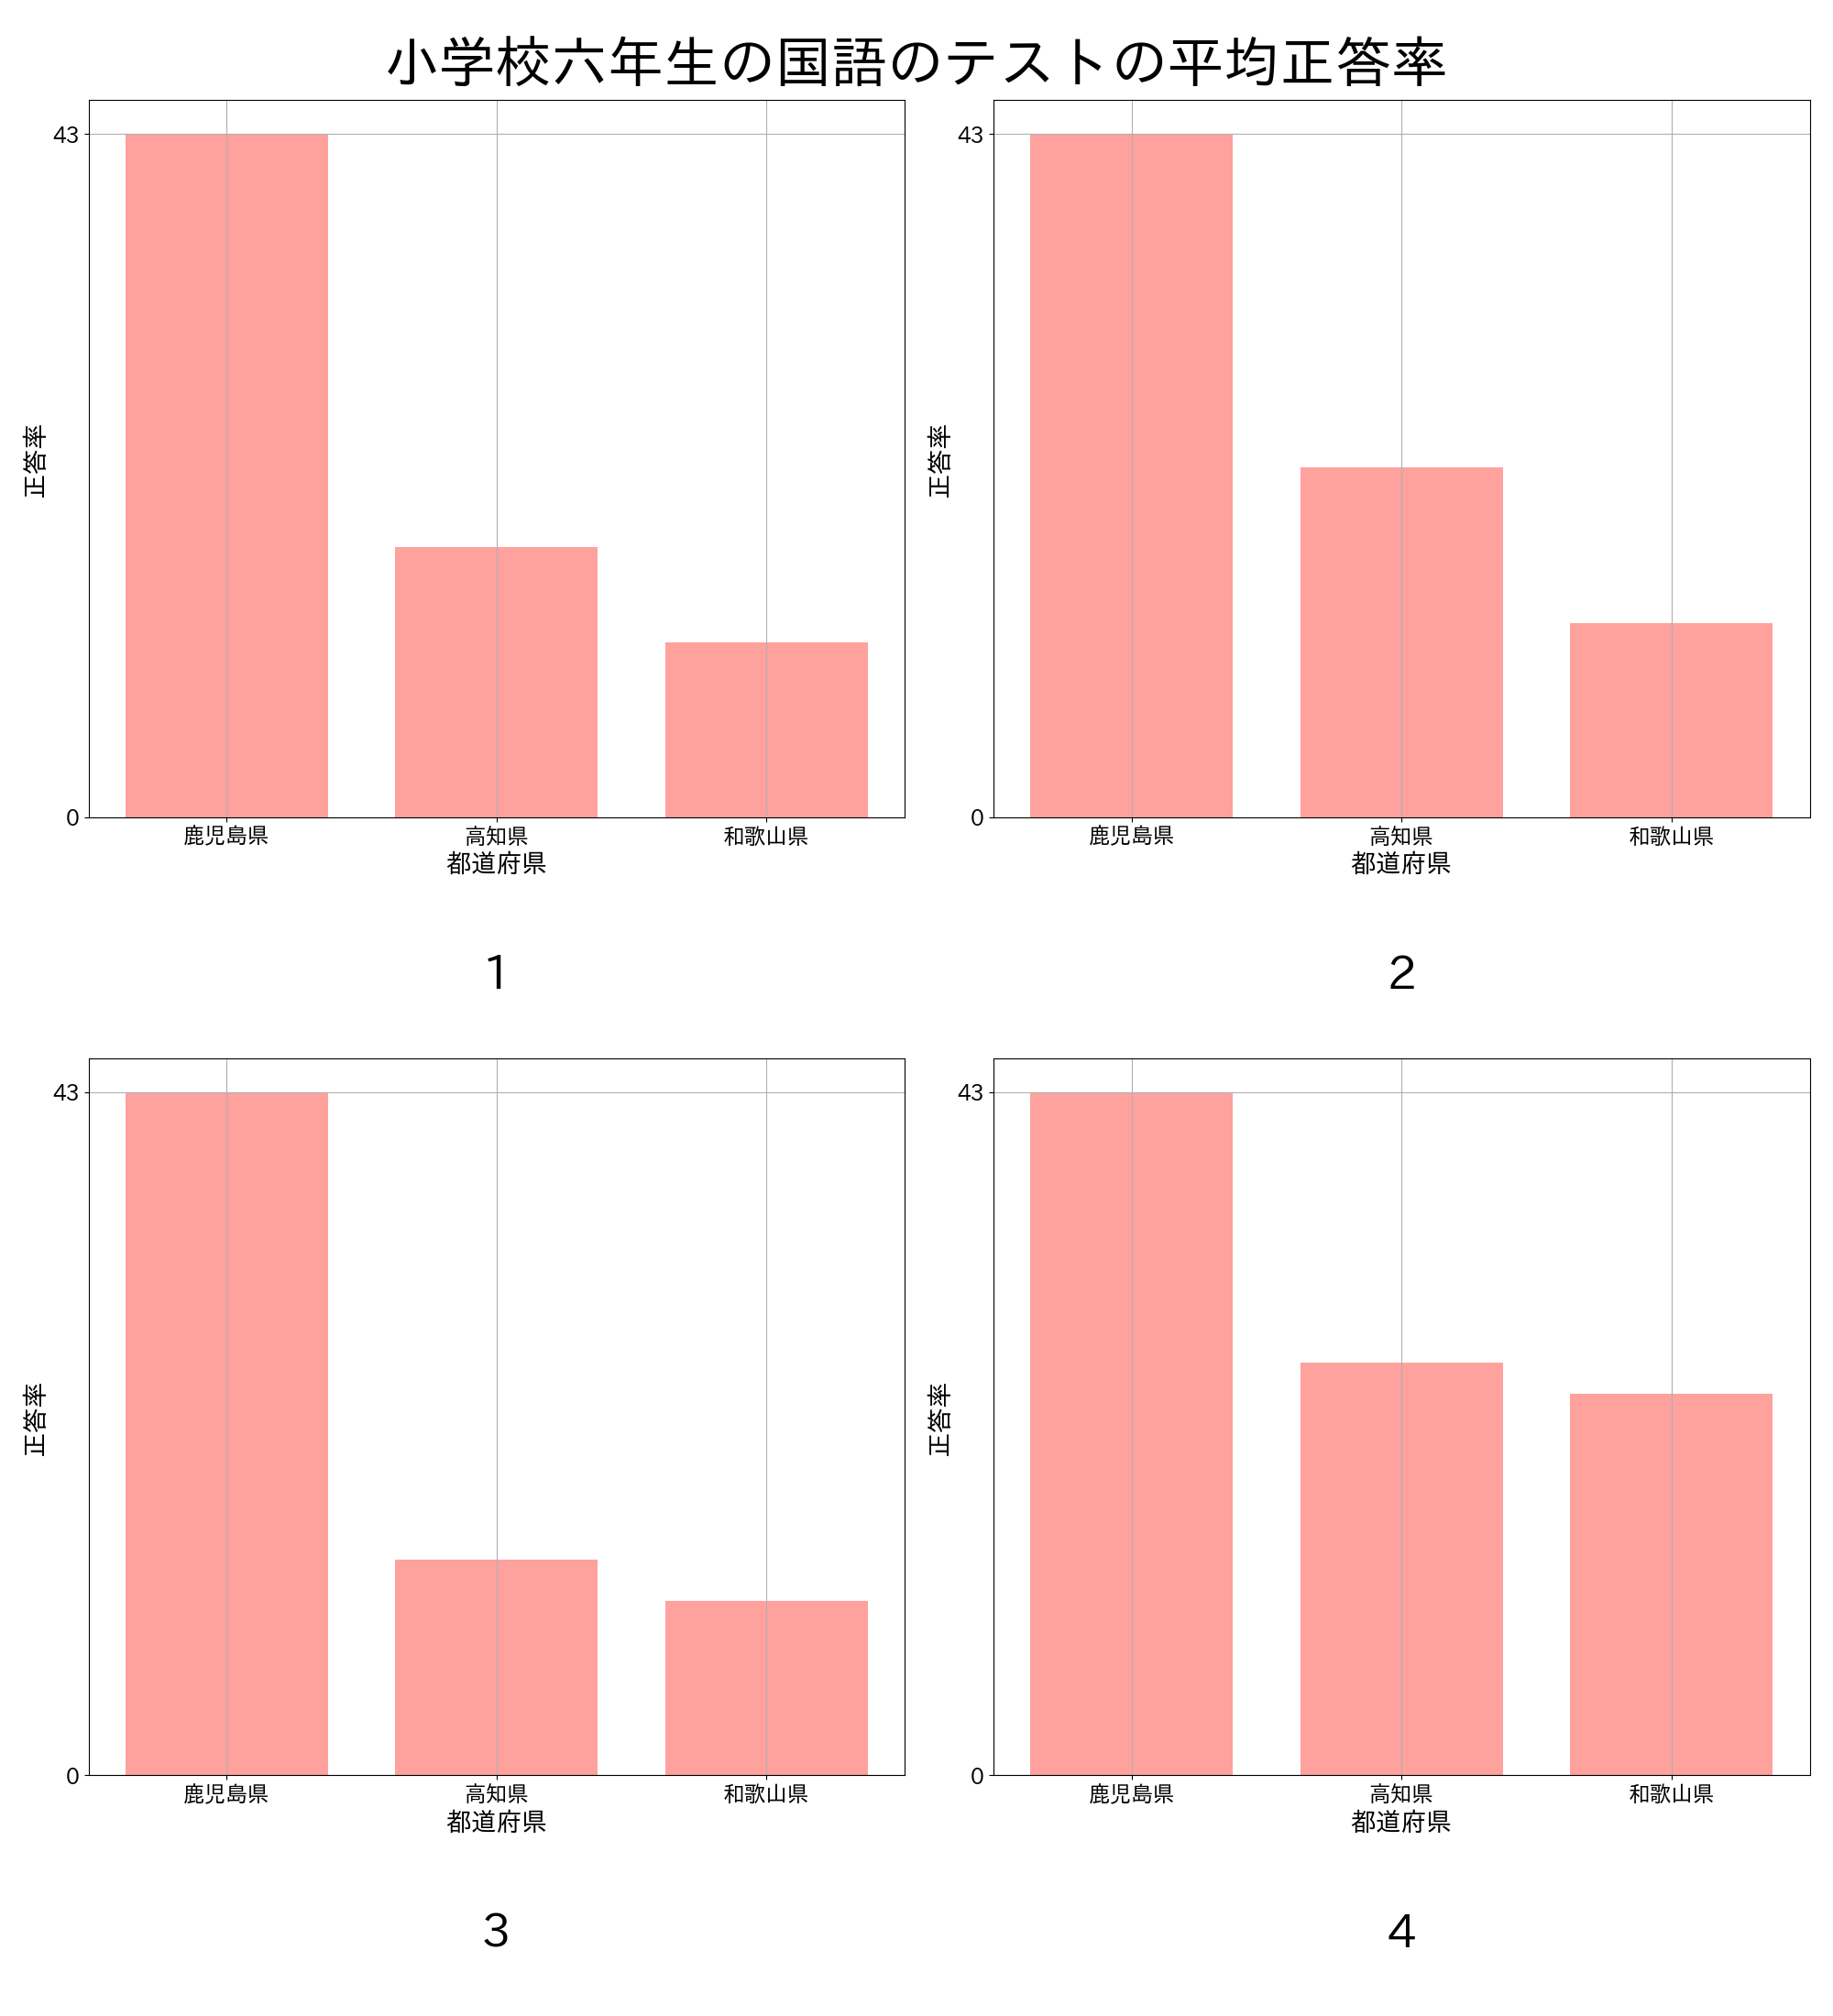 小学校六年生の国語のテストの平均正答率
43
0
正答率
鹿児島県 高知県 和歌山県
都道府県
1
43
0
正答率
鹿児島県 高知県 和歌山県
都道府県
2
43
0
正答率
鹿児島県 高知県 和歌山県
都道府県
3
43
0
正答率
鹿児島県 高知県 和歌山県
都道府県
4